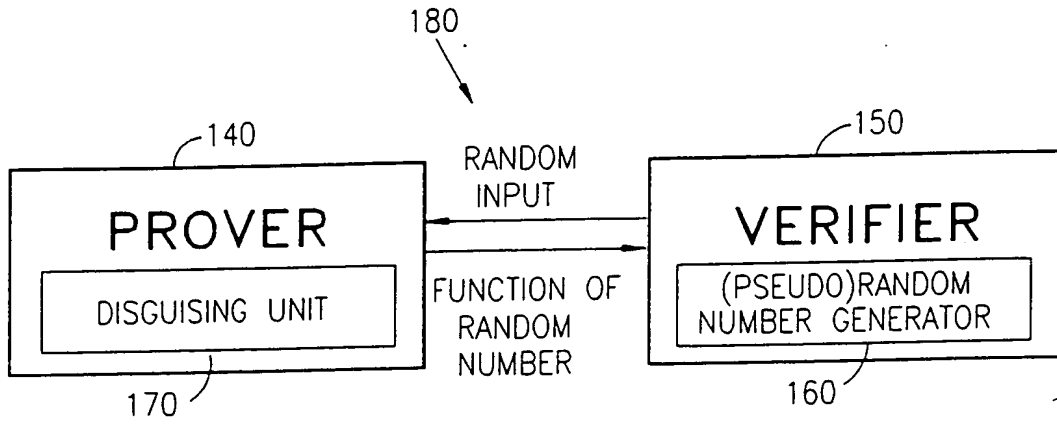 180
140
150
RANDOM
INPUT
PROVER
VERIFIER
DISGUISING UNIT
FUNCTION OF
RANDOM
NUMBER
(PSEUDO)RANDOM
NUMBER GENERATOR
170
160